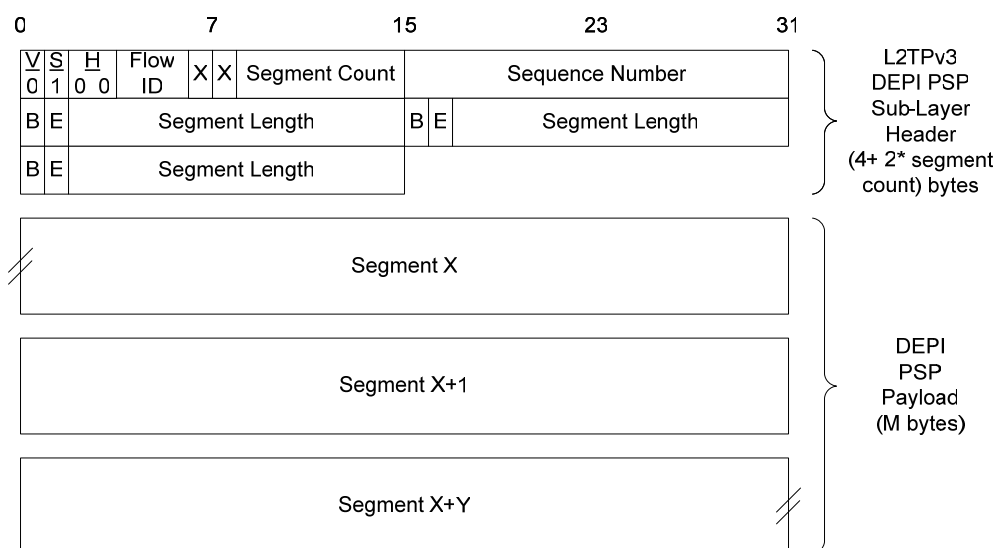 0 7 15 23 31
V S H Flow ID X X Segment Count Sequence Number
0 1 0 0
B E Segment Length B E Segment Length
B E Segment Length
L2TPv3
DEPI PSP
Sub-Layer
Header
(4+ 2* segment
count) bytes
Segment X
Segment X+1
Segment X+Y
DEPI
PSP
Payload
(M bytes)